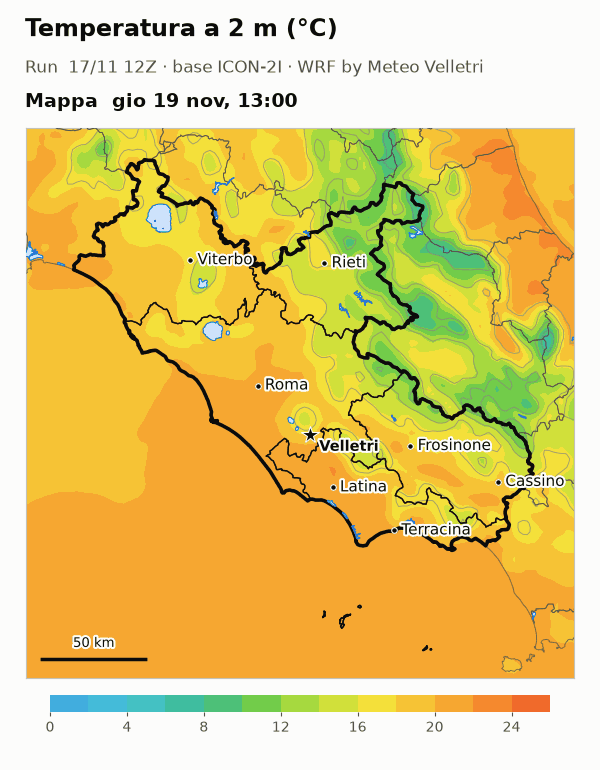 Temperatura a 2 m (°C)
Run  17/11 12Z · base ICON-2I · WRF by Meteo Velletri
Mappa  gio 19 nov, 13:00
Viterbo
Rieti
Roma
Velletri
Frosinone
Latina
Cassino
Terracina
50 km
0 4 8 12 16 20 24